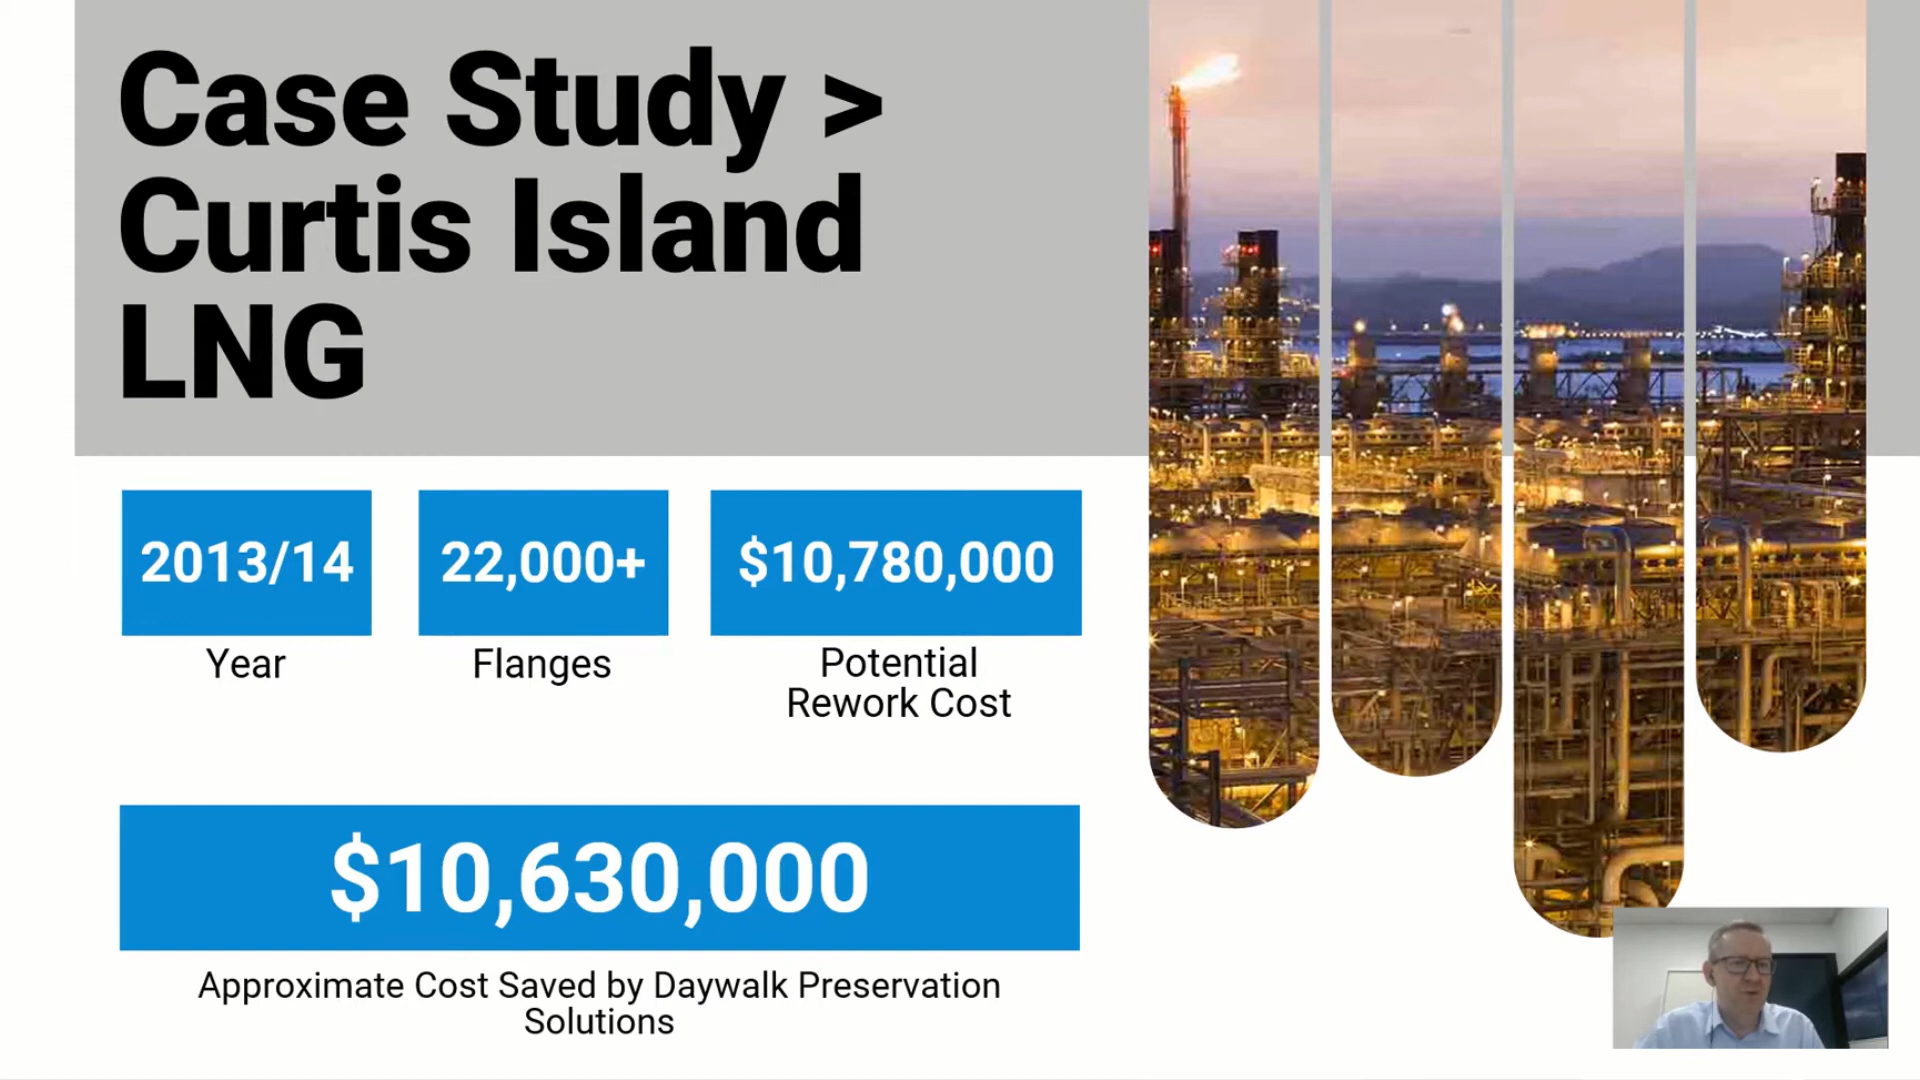 Case Study >
Curtis Island
LNG
2013/14
22,000+
$10,780,000
Year
Flanges
Potential
Rework Cost
$10,630,000
Approximate Cost Saved by Daywalk Preservation
Solutions